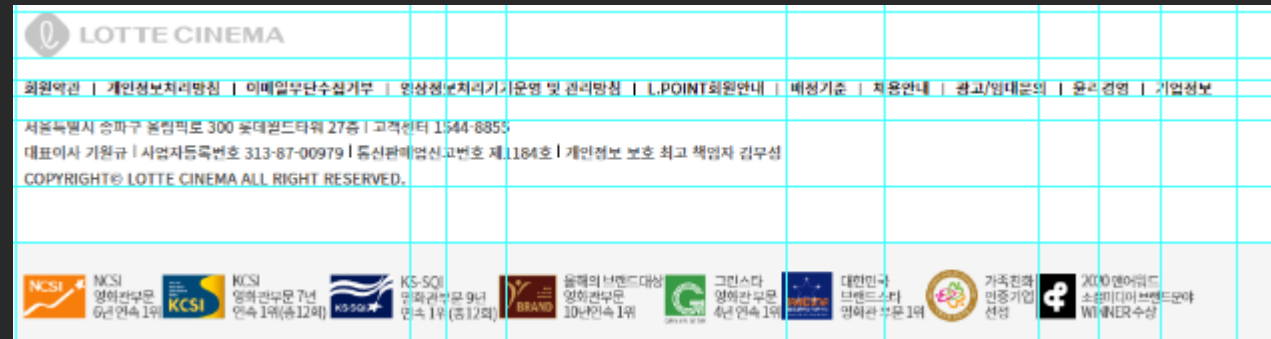 LOTTE CINEMA
회원약관 | 개인정보처리방침 | 이메일무단수집거부 | 영상정보처리기기운영 및 관리방침 | L.POINT회원안내 | 배정기준 | 채용안내 | 광고/임대문의 | 윤리경영 | 기업정보
서울특별시 송파구 올림픽로 300 롯데월드타워 27층 | 고객센터 1544-8855
대표이사 기원규 | 사업자등록번호 313-87-00979 | 통신판매업신고번호 제1184호 | 개인정보 보호 최고 책임자 김무성
COPYRIGHT© LOTTE CINEMA ALL RIGHT RESERVED.
NCSI
NCSI
영화관부문
6년 연속 1위
KCSI
KCSI
영화관부문 7년
연속 1위(총12회)
KS-SQI
KS-SQI
영화관부문 9년
연속 1위(총12회)
BRAND
올해의 브랜드 대상
영화관부문
10년연속 1위
그린스타
영화관 부문
4년 연속 1위
대한민국
브랜드스타
영화관 부문 1위
가족친화
인증기업
선정
2020 앤어워드
소셜미디어 브랜드분야
WINNER 수상